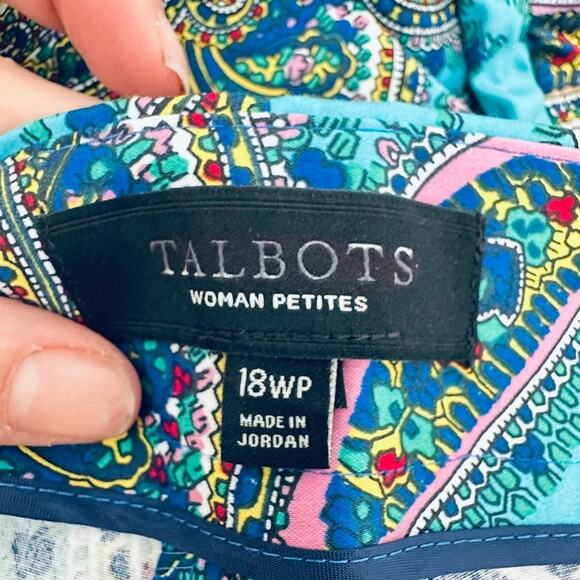 TALBOTS
WOMAN PETITES
18WP
MADE IN
JORDAN